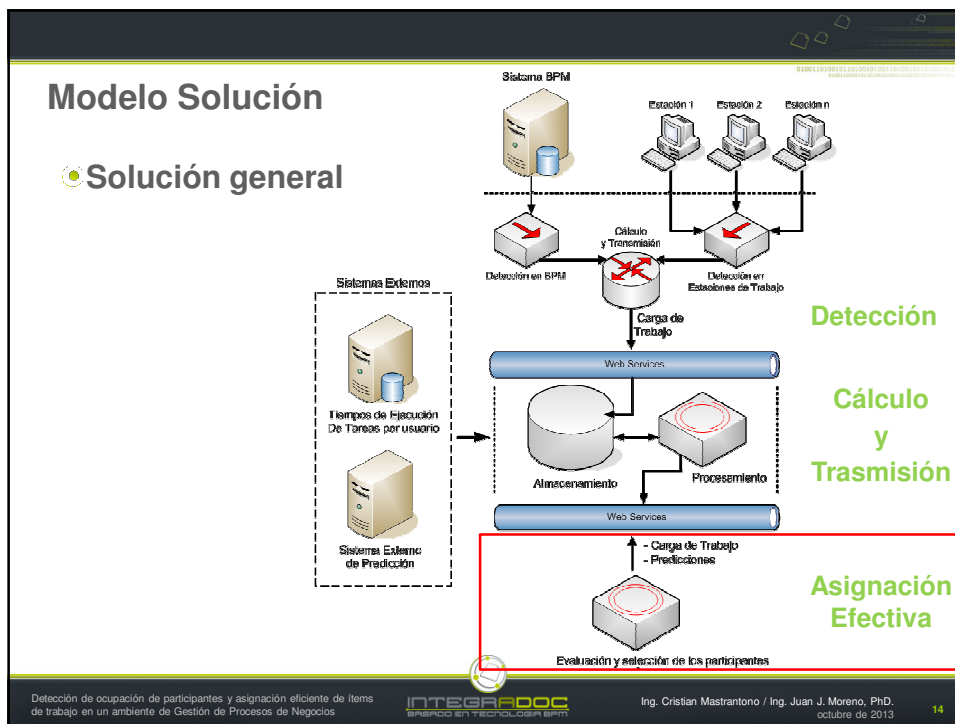 Modelo Solución
Solución general
Sistema BPM
Estación 1
Estación 2
Estación n
Cálculo
y Transmisión
Detección en BPM
Detección en
Estaciones de Trabajo
Carga de
Trabajo
Detección
Sistemas Externos
Tiempos de Ejecución
De Tareas por usuario
Sistema Externo
de Predicción
Web Services
Almacenamiento
Procesamiento
Cálculo
y
Trasmisión
Web Services
- Carga de Trabajo
- Predicciones
Evaluación y selección de los participantes
Asignación
Efectiva
Detección de ocupación de participantes y asignación eficiente de ítems
de trabajo en un ambiente de Gestión de Procesos de Negocios
INTEGRADOC
BASADO EN TECNOLOGIA BPM
Ing. Cristian Mastrantono / Ing. Juan J. Moreno, PhD.
octubre de 2013
14